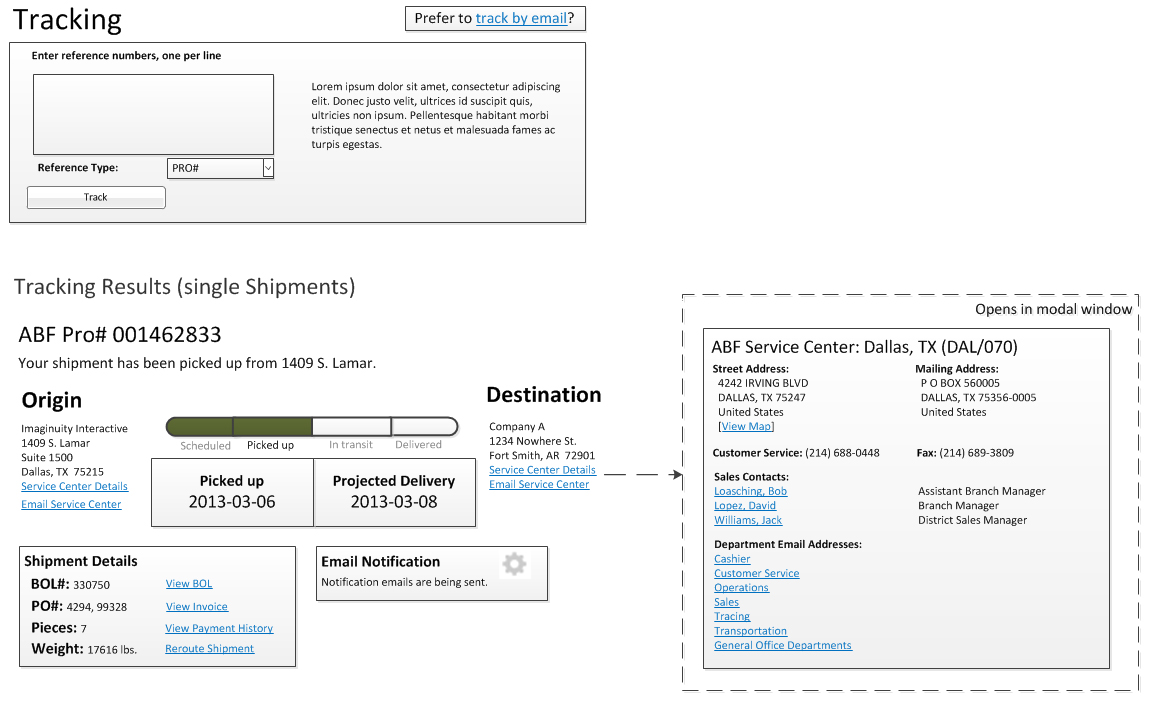 Tracking
Prefer to track by email?
Enter reference numbers, one per line
Lorem ipsum dolor sit amet, consectetur adipiscing
elit. Donec justo velit, ultrices id suscipit quis,
ultricies non ipsum. Pellentesque habitant morbi
tristique senectus et netus et malesuada fames ac
turpis egestas.
Reference Type:
PRO#
Track
Tracking Results (single Shipments)
ABF Pro# 001462833
Your shipment has been picked up from 1409 S. Lamar.
Origin
Imaginuity Interactive
1409 S. Lamar
Suite 1500
Dallas, TX 75215
Service Center Details
Email Service Center
Scheduled
Picked up
In transit
Delivered
Picked up
2013-03-06
Projected Delivery
2013-03-08
Destination
Company A
1234 Nowhere St.
Fort Smith, AR 72901
Service Center Details
Email Service Center
Shipment Details
BOL#: 330750 View BOL
PO#: 4294, 99328 View Invoice
Pieces: 7 View Payment History
Weight: 17616 lbs. Reroute Shipment
Email Notification
Notification emails are being sent.
Opens in modal window
ABF Service Center: Dallas, TX (DAL/070)
Street Address:
4242 IRVING BLVD
DALLAS, TX 75247
United States
[View Map]
Mailing Address:
P O BOX 560005
DALLAS, TX 75356-0005
United States
Customer Service: (214) 688-0448
Fax: (214) 689-3809
Sales Contacts:
Loasching, Bob Assistant Branch Manager
Lopez, David Branch Manager
Williams, Jack District Sales Manager
Department Email Addresses:
Cashier
Customer Service
Operations
Sales
Tracing
Transportation
General Office Departments